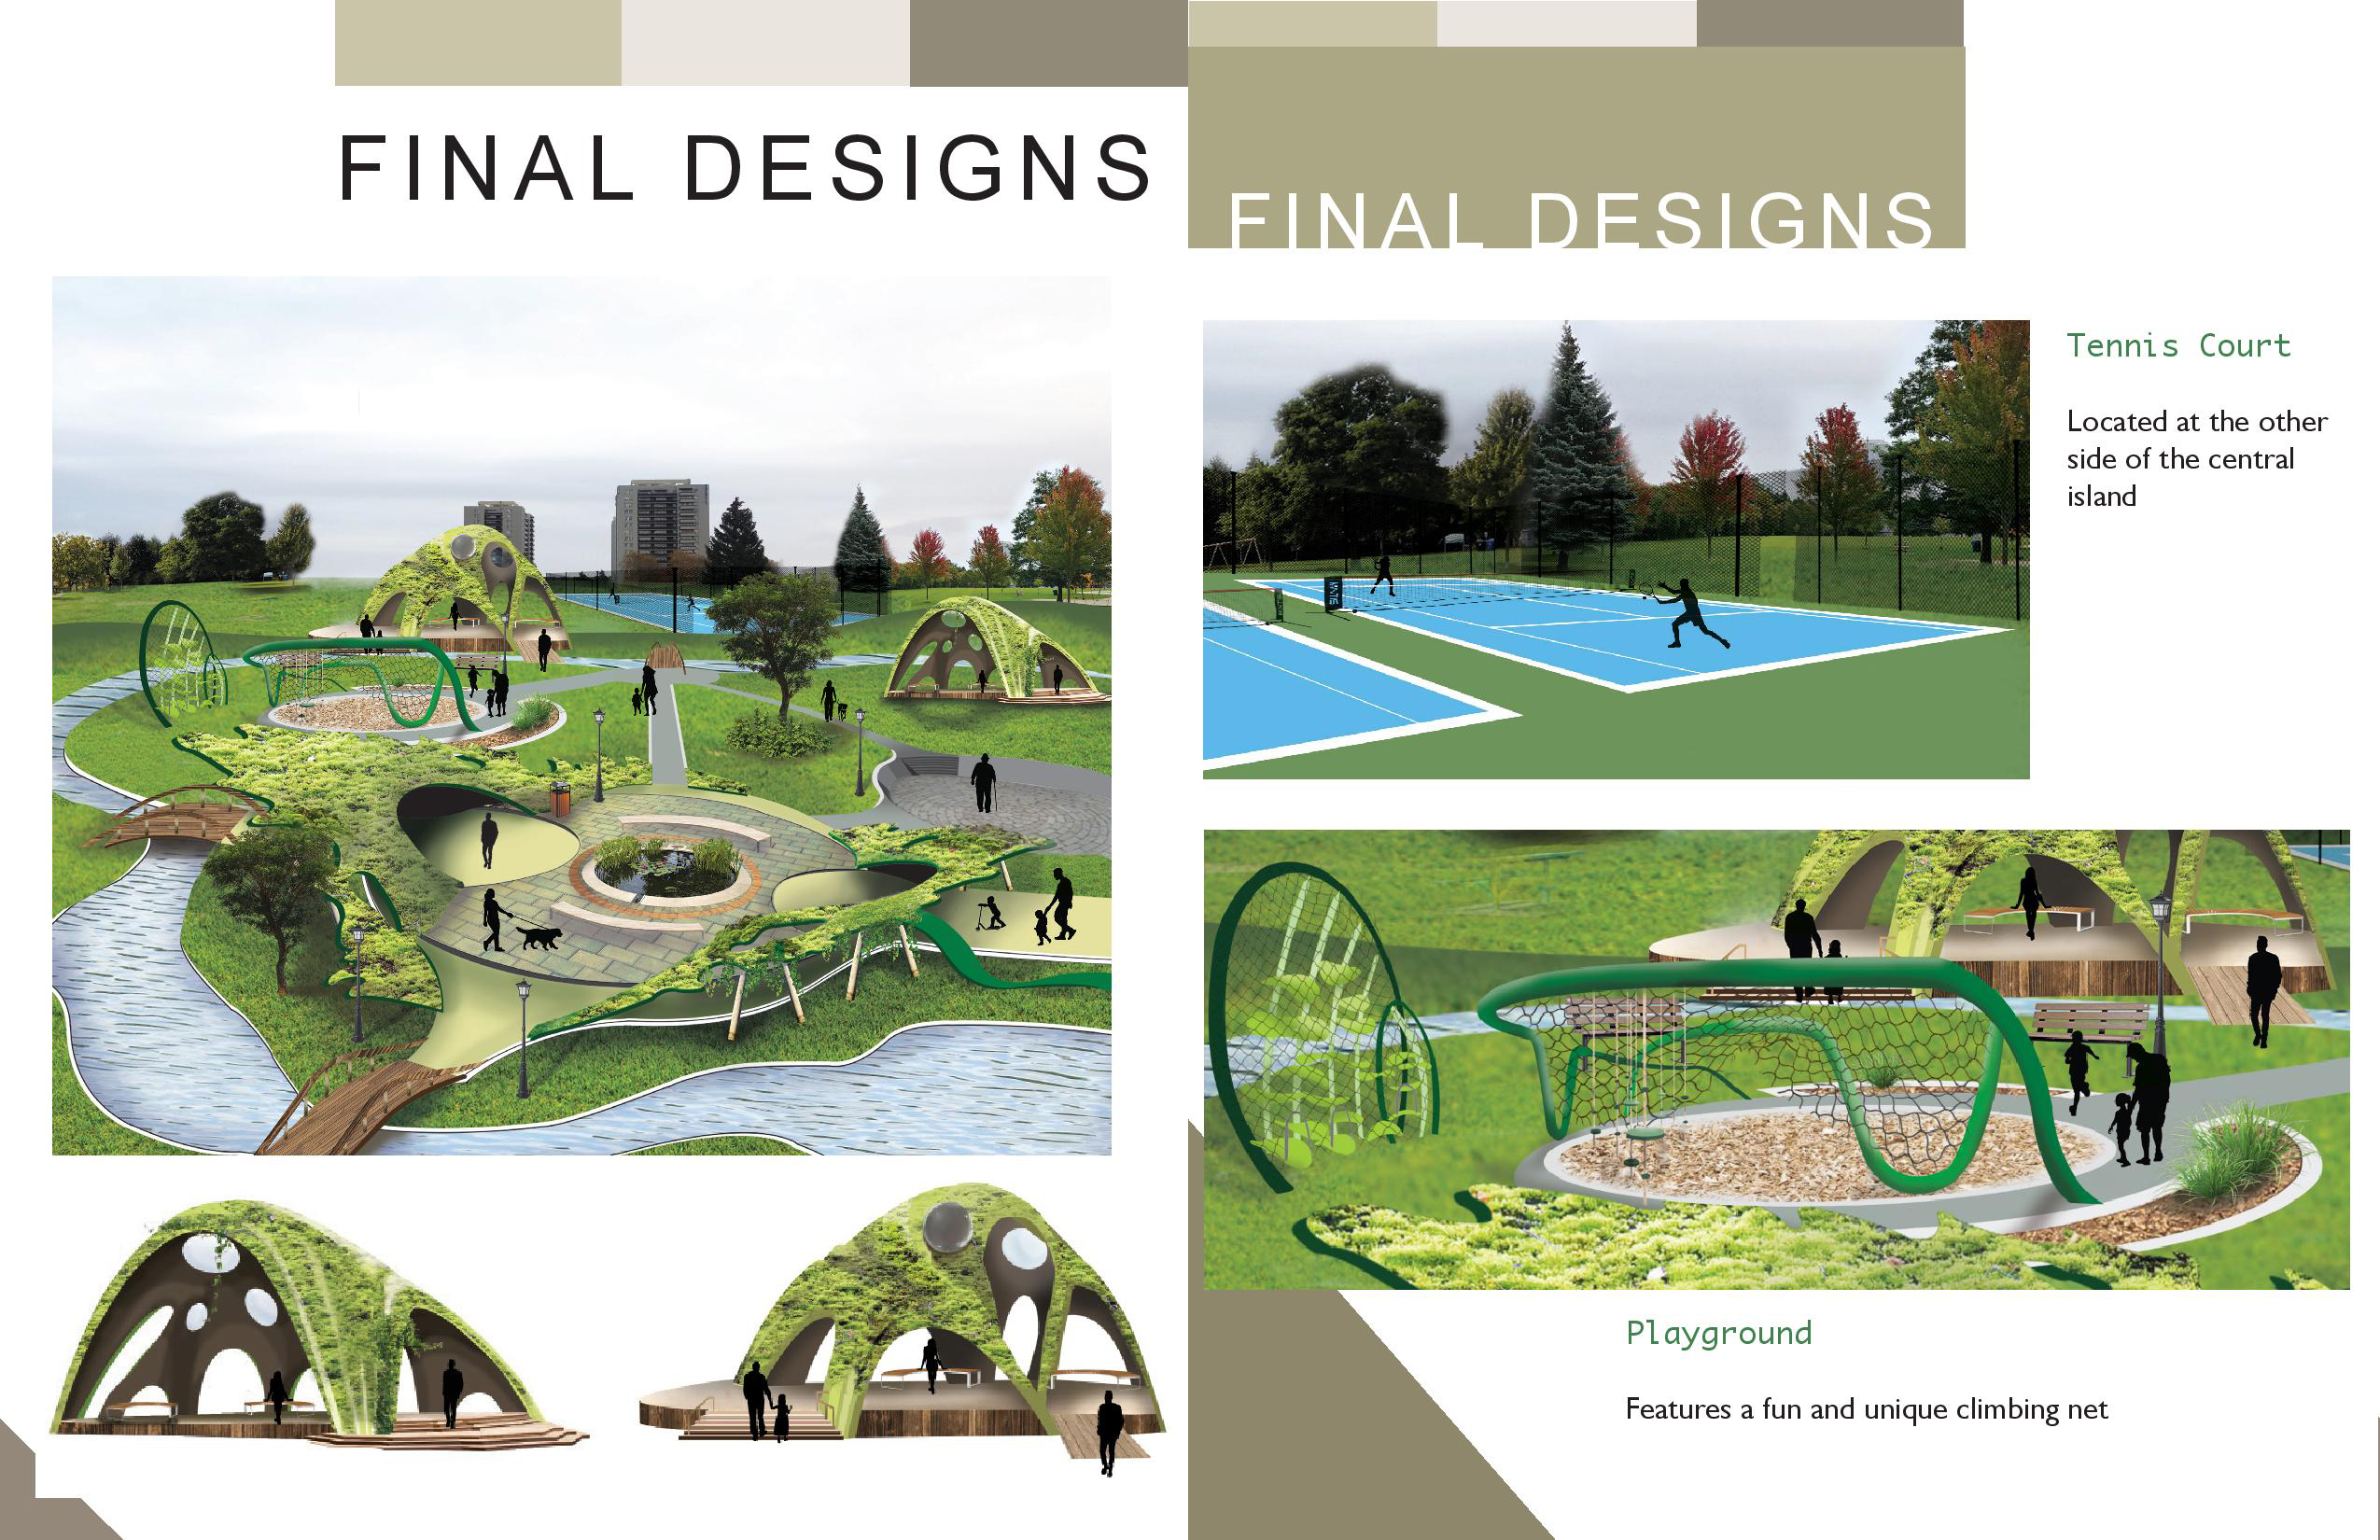 FINAL DESIGNS
FINAL DESIGNS
Tennis Court
Located at the other
side of the central
island
Playground
Features a fun and unique climbing net